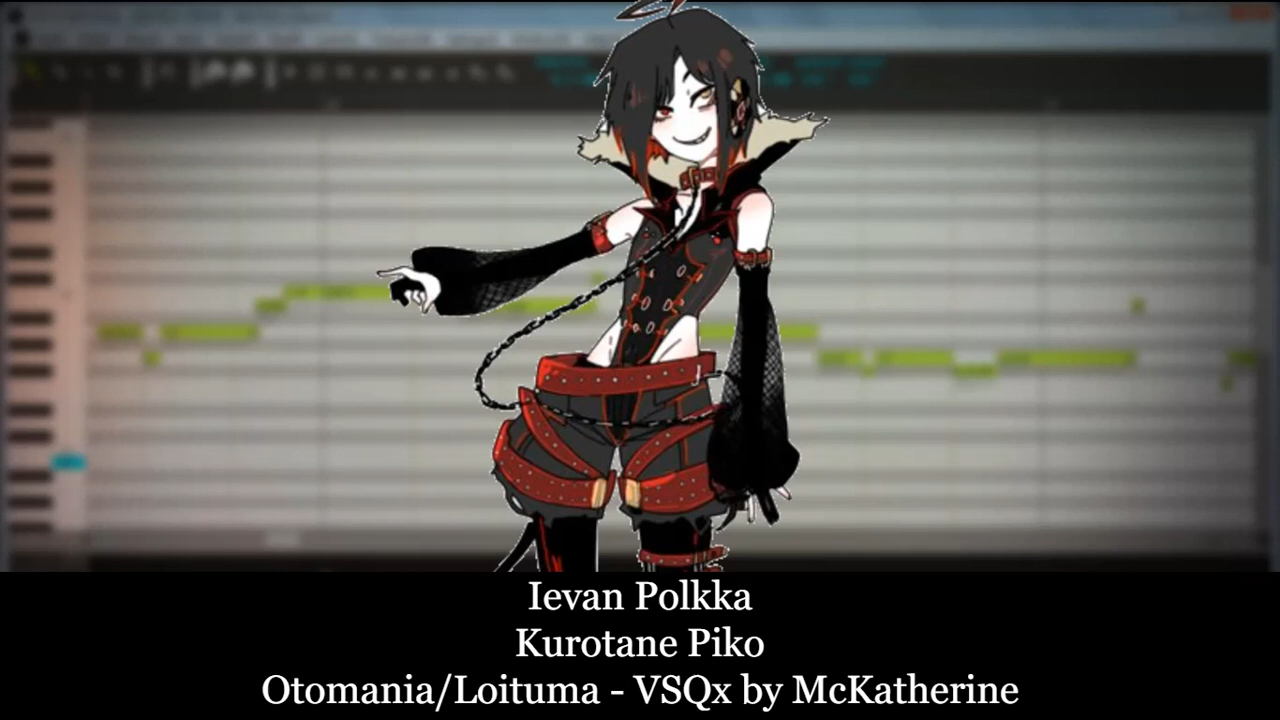 Ievan Polkka
Kurotane Piko
Otomania/Loituma - VSQx by McKatherine